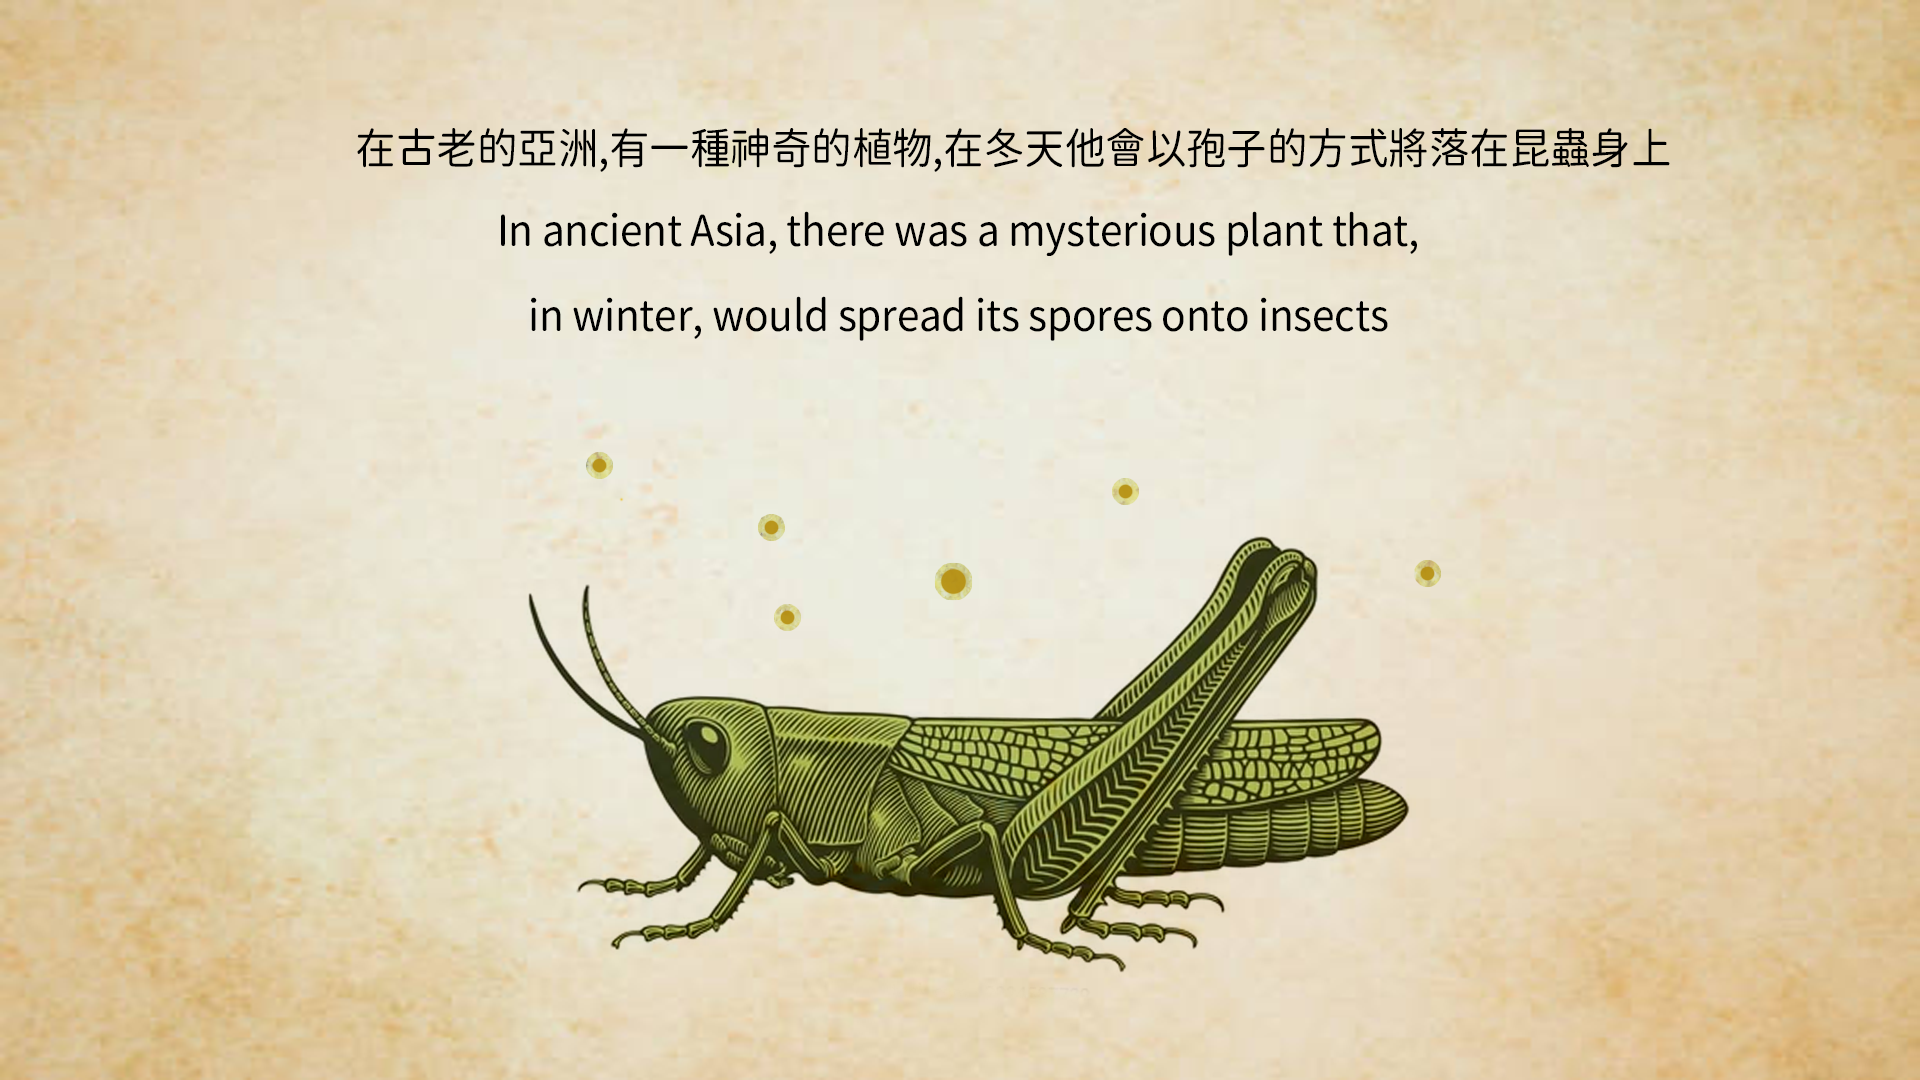 在古老的亞洲,有一種神奇的植物,在冬天他會以孢子的方式將落在昆蟲身上
In ancient Asia, there was a mysterious plant that,
in winter, would spread its spores onto insects